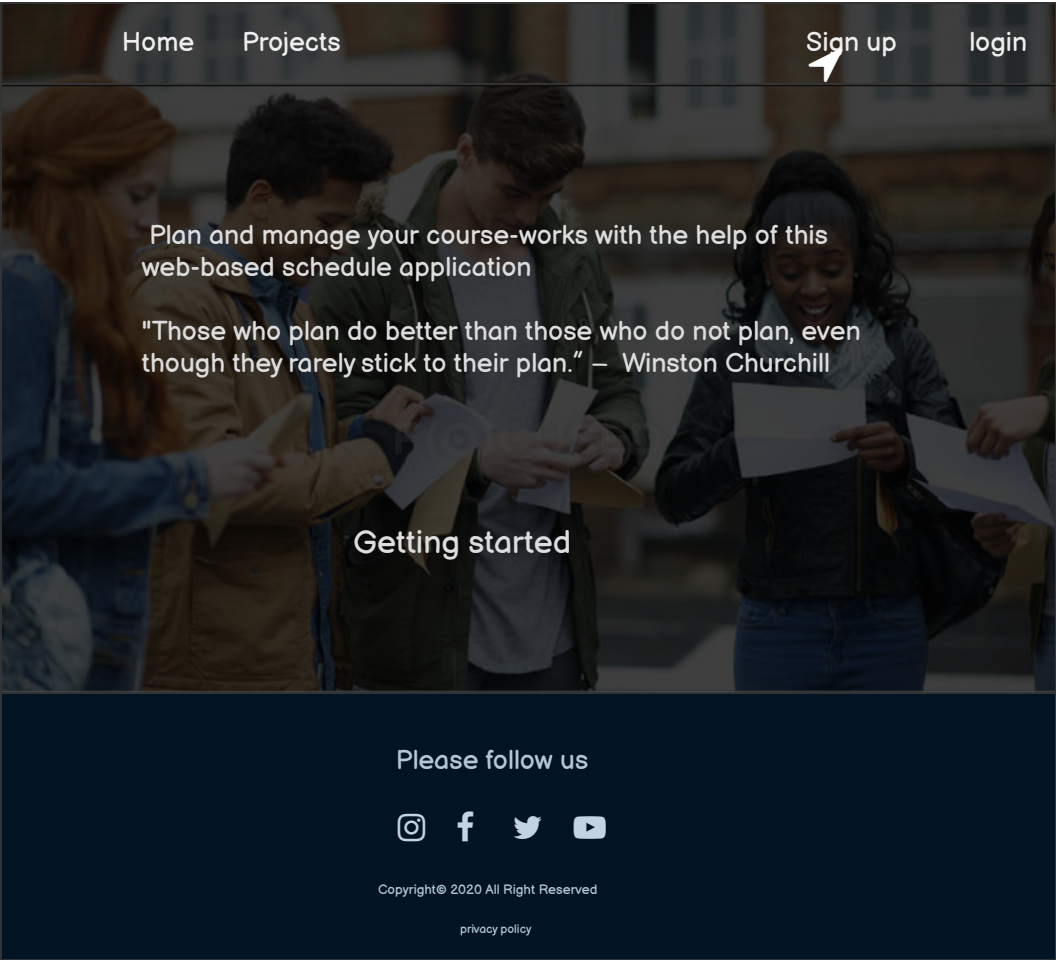 Home Projects Sign up login
Plan and manage your course-works with the help of this
web-based schedule application
"Those who plan do better than those who do not plan, even
though they rarely stick to their plan.” – Winston Churchill
Getting started
Please follow us
Copyright© 2020 All Right Reserved
privacy policy